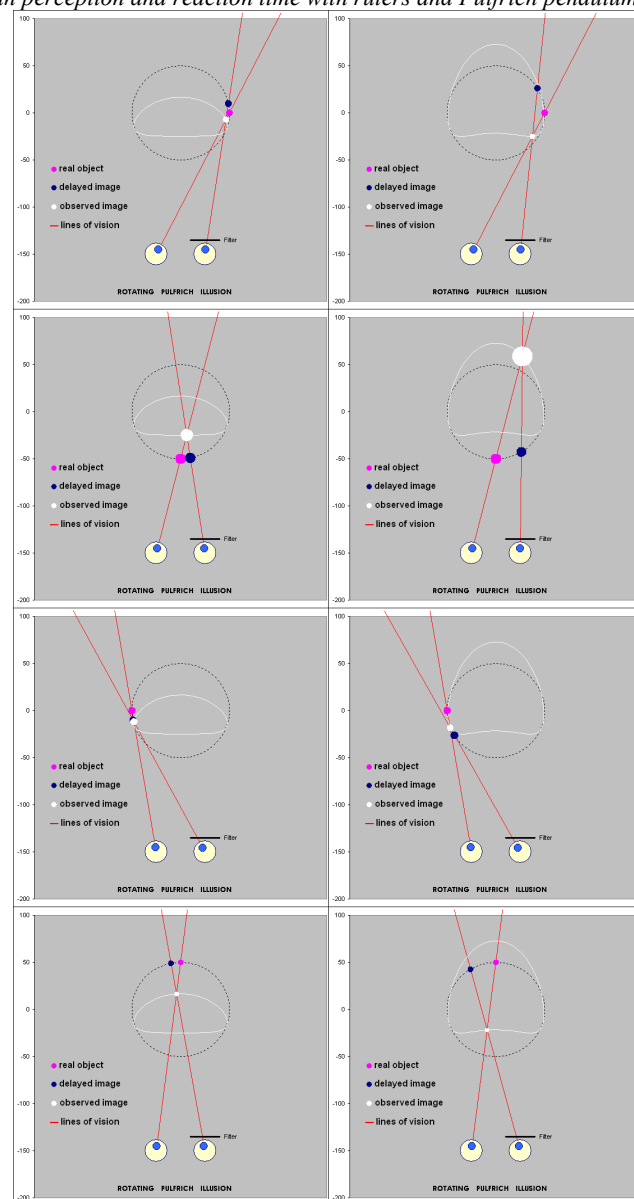 perception and reaction time with rulers and Pulfrich pendulum
100
50
0
-50
real object
delayed image
-100 observed image
lines of vision
Filter
-150
ROTATING PULFRICH ILLUSION
-200
100
50
0
-50
real object
delayed image
-100 observed image
lines of vision
Filter
-150
ROTATING PULFRICH ILLUSION
-200
100
50
0
-50
real object
delayed image
-100 observed image
lines of vision
Filter
-150
ROTATING PULFRICH ILLUSION
-200
100
50
0
-50
real object
delayed image
-100 observed image
lines of vision
Filter
-150
ROTATING PULFRICH ILLUSION
-200
100
50
0
-50
real object
delayed image
-100 observed image
lines of vision
Filter
-150
ROTATING PULFRICH ILLUSION
-200
100
50
0
-50
real object
delayed image
-100 observed image
lines of vision
Filter
-150
ROTATING PULFRICH ILLUSION
-200
100
50
0
-50
real object
delayed image
-100 observed image
lines of vision
Filter
-150
ROTATING PULFRICH ILLUSION
-200
100
50
0
-50
real object
delayed image
-100 observed image
lines of vision
Filter
-150
ROTATING PULFRICH ILLUSION
-200